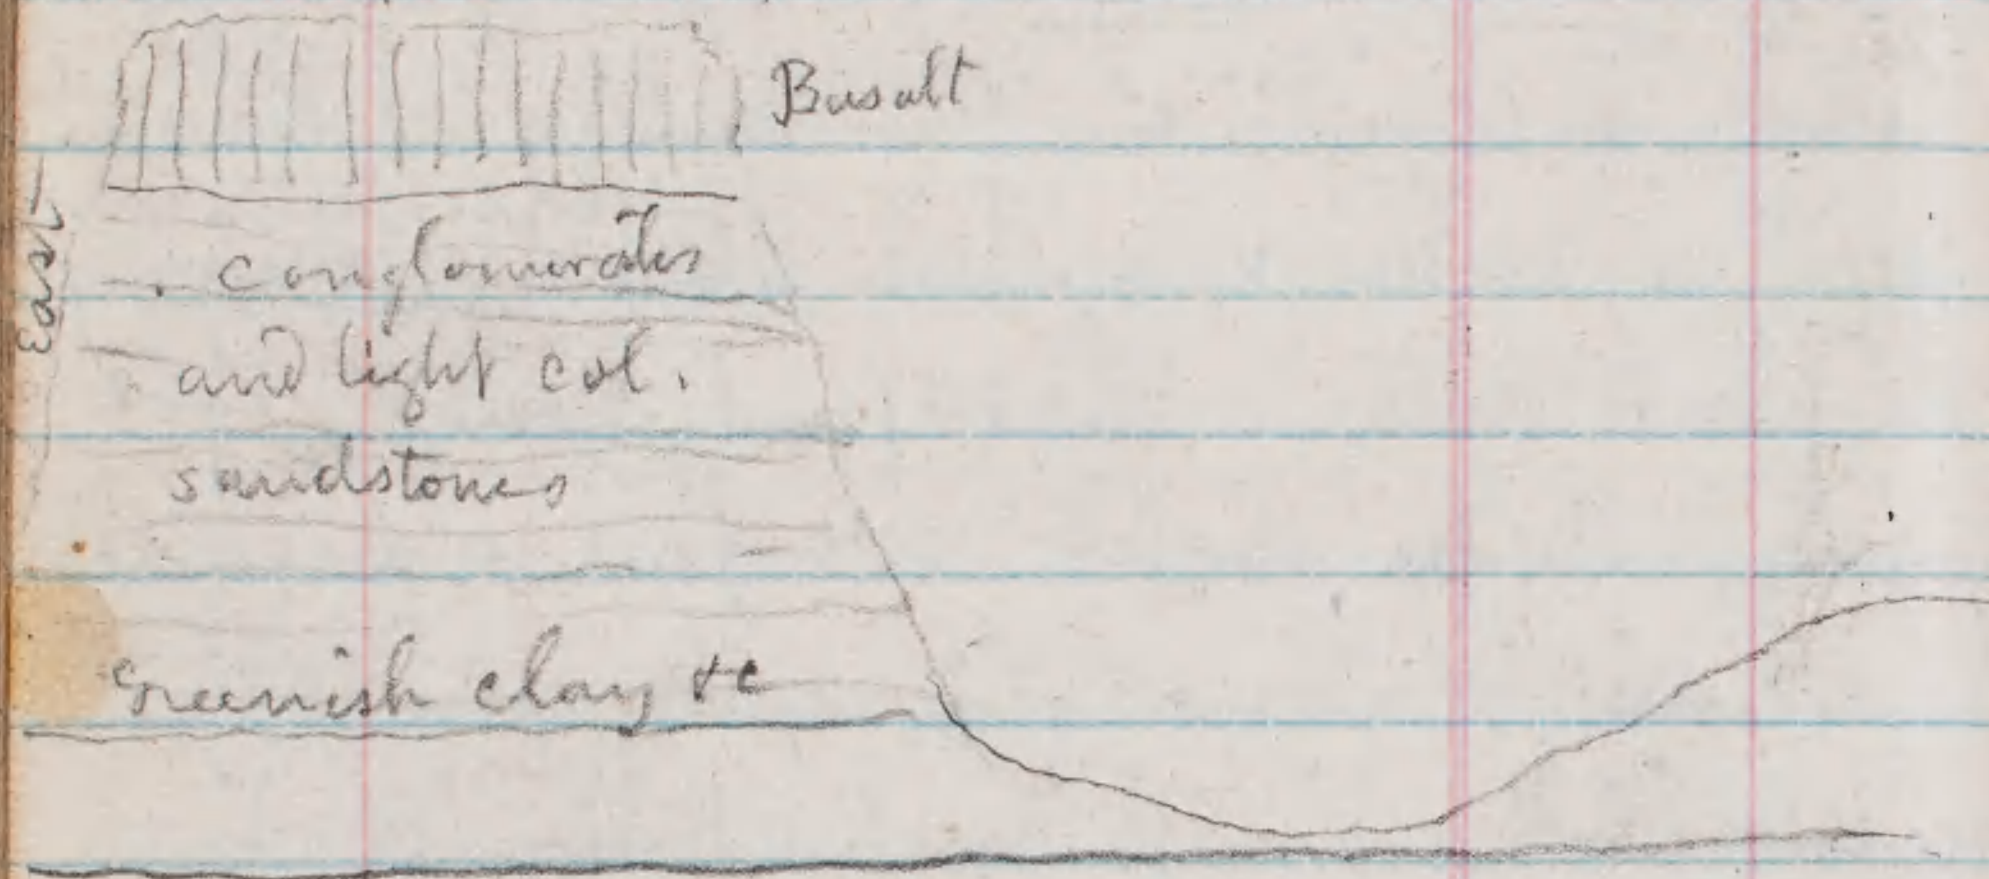 Basalt
East
conglomerates
and light col.
sandstones
Greenish clay &c